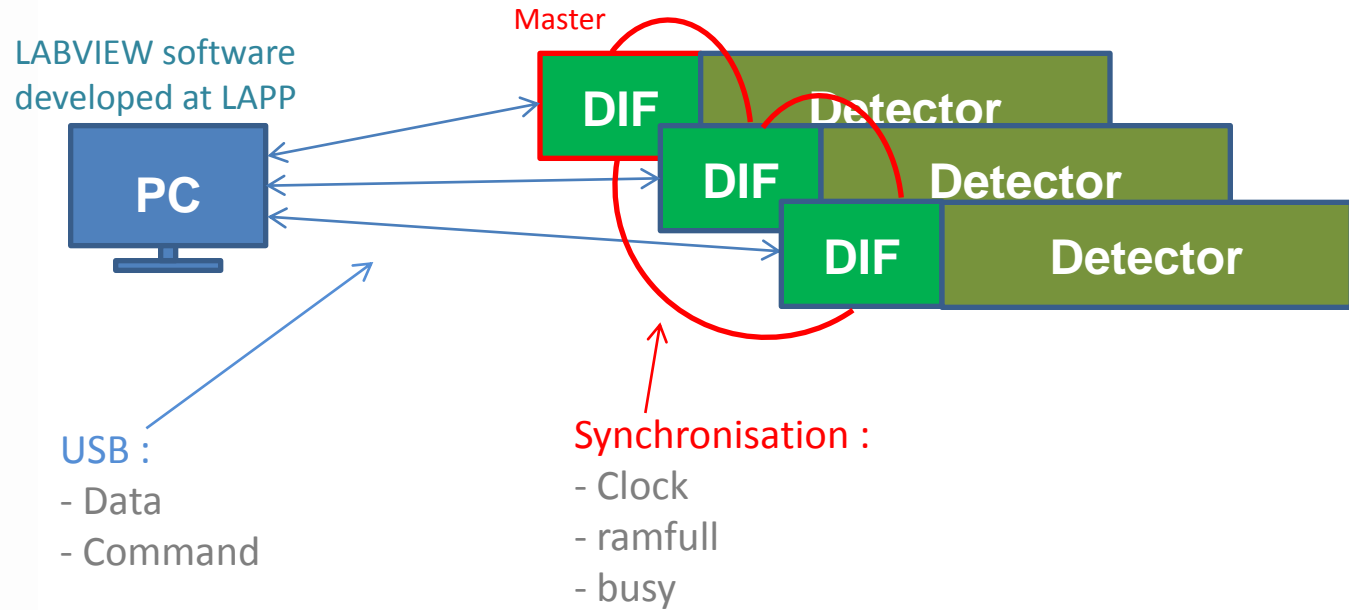 Master
LABVIEW software
developed at LAPP
DIF Detector
PC
DIF Detector
DIF Detector
USB :
- Data
- Command
Synchronisation :
- Clock
- ramfull
- busy